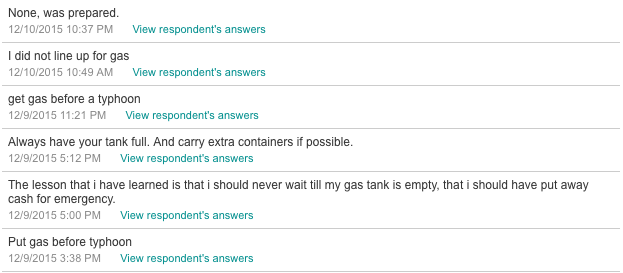 None, was prepared.
12/10/2015 10:37 PM View respondent's answers
I did not line up for gas
12/10/2015 10:49 AM View respondent's answers
get gas before a typhoon
12/9/2015 11:21 PM View respondent's answers
Always have your tank full. And carry extra containers if possible.
12/9/2015 5:12 PM View respondent's answers
The lesson that i have learned is that i should never wait till my gas tank is empty, that i should have put away
cash for emergency.
12/9/2015 5:00 PM View respondent's answers
Put gas before typhoon
12/9/2015 3:38 PM View respondent's answers